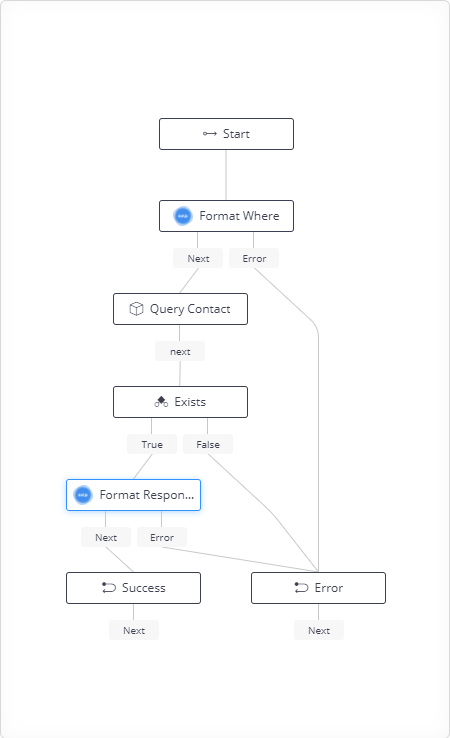 Start
Format Where
Next
Error
Query Contact
next
Exists
True
False
Format Respon...
Next
Error
Success
Error
Next
Next